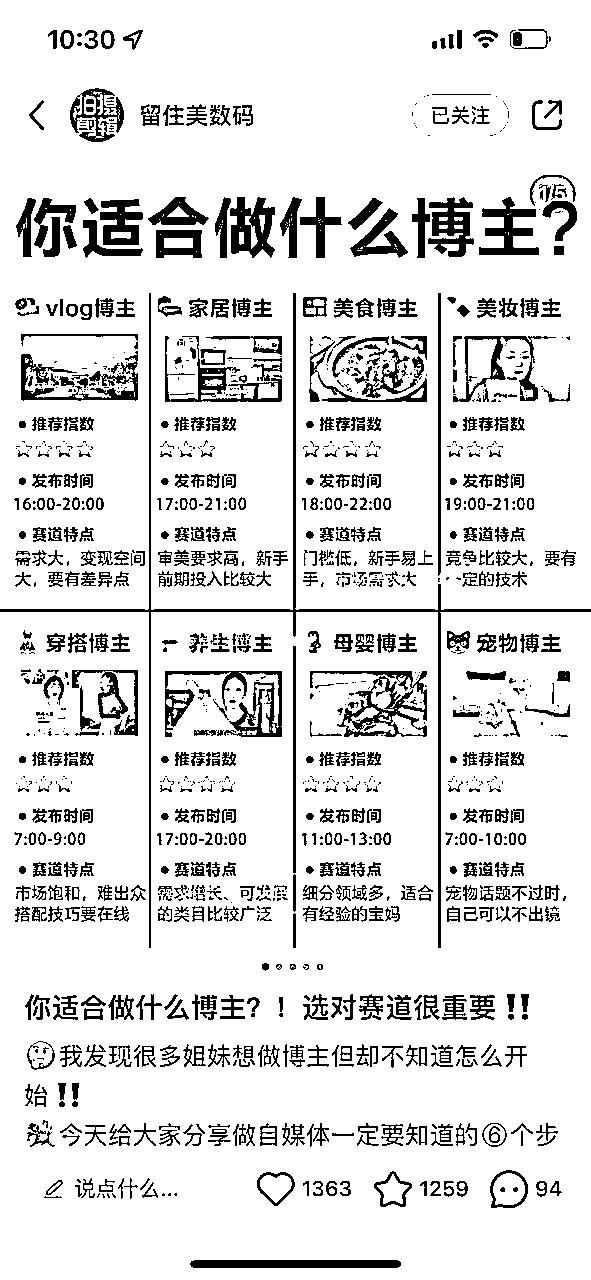 10:30
拍摄
剪辑
留住美数码
已关注
1/5
你适合做什么博主?
vlog博主
家居博主
美食博主
美妆博主
• 推荐指数
• 推荐指数
• 推荐指数
• 推荐指数
☆☆☆☆
☆☆☆
☆☆☆☆
☆☆☆
• 发布时间
• 发布时间
• 发布时间
• 发布时间
16:00-20:00
17:00-21:00
18:00-22:00
19:00-21:00
• 赛道特点
• 赛道特点
• 赛道特点
• 赛道特点
需求大，变现空间
大，要有差异点
审美要求高，新手
前期投入比较大
门槛低，新手易上
手，市场需求大
竞争比较大，要有
一定的技术
穿搭博主
养生博主
母婴博主
宠物博主
• 推荐指数
• 推荐指数
• 推荐指数
• 推荐指数
☆☆☆
☆☆☆☆
☆☆☆☆
☆☆☆
• 发布时间
• 发布时间
• 发布时间
• 发布时间
7:00-9:00
17:00-20:00
11:00-13:00
7:00-10:00
• 赛道特点
• 赛道特点
• 赛道特点
• 赛道特点
市场饱和，难出众
搭配技巧要在线
需求增长、可发展
的类目比较广泛
细分领域多，适合
有经验的宝妈
宠物话题不过时，
自己可以不出镜
你适合做什么博主？！选对赛道很重要‼️
🤔我发现很多姐妹想做博主但却不知道怎么开
始‼️
🎉今天给大家分享做自媒体一定要知道的⑥个步
说点什么...
1363
1259
94